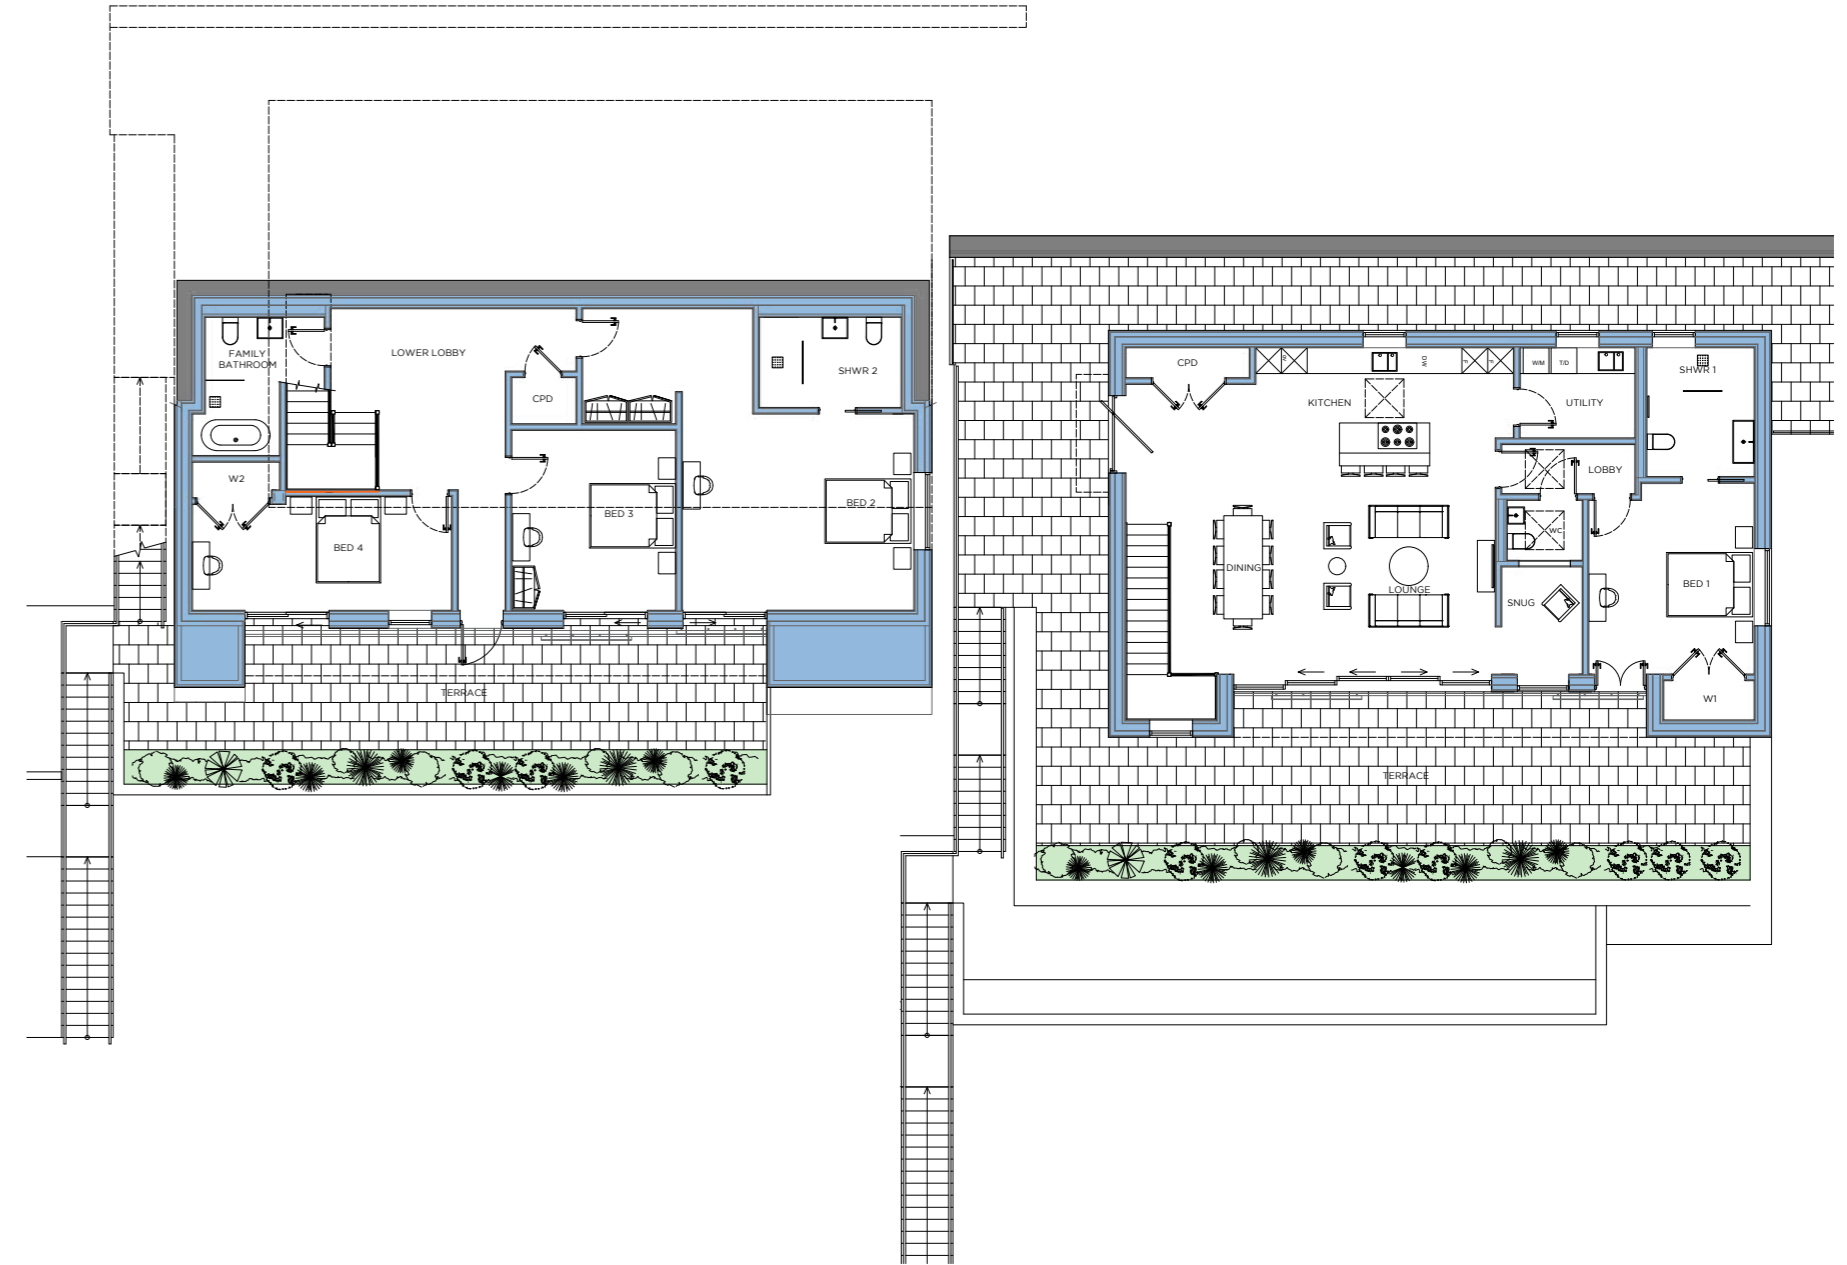 FAMILY
BATHROOM
LOWER LOBBY
CPD
SHWR 2
W2
BED 4
BED 3
BED 2
TERRACE
CPD
KITCHEN
DW
F
F
W/M
T/D
UTILITY
SHWR 1
LOBBY
WC
DINING
LOUNGE
SNUG
BED 1
W1
TERRACE